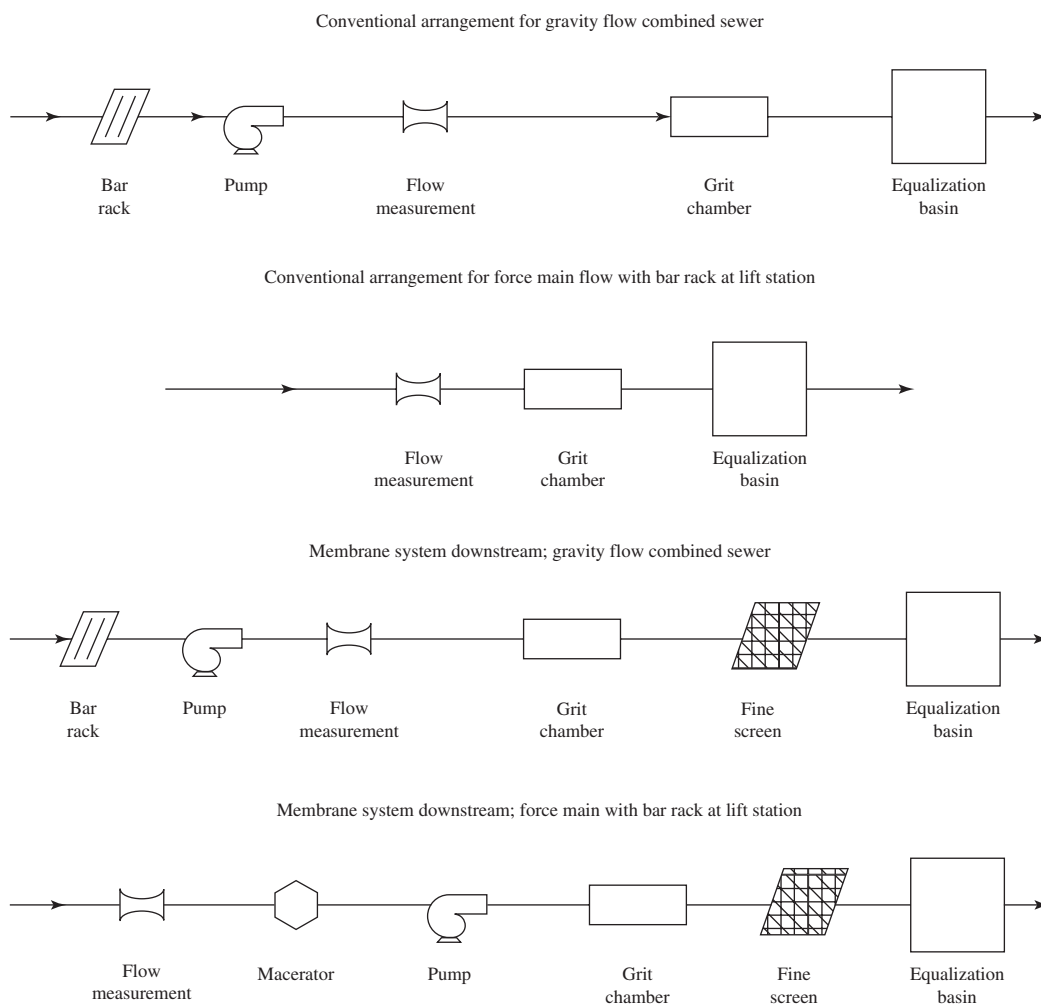 Conventional arrangement for gravity flow combined sewer
Bar
rack
Pump
Flow
measurement
Grit
chamber
Equalization
basin
Conventional arrangement for force main flow with bar rack at lift station
Flow
measurement
Grit
chamber
Equalization
basin
Membrane system downstream; gravity flow combined sewer
Bar
rack
Pump
Flow
measurement
Grit
chamber
Fine
screen
Equalization
basin
Membrane system downstream; force main with bar rack at lift station
Flow
measurement
Macerator
Pump
Grit
chamber
Fine
screen
Equalization
basin